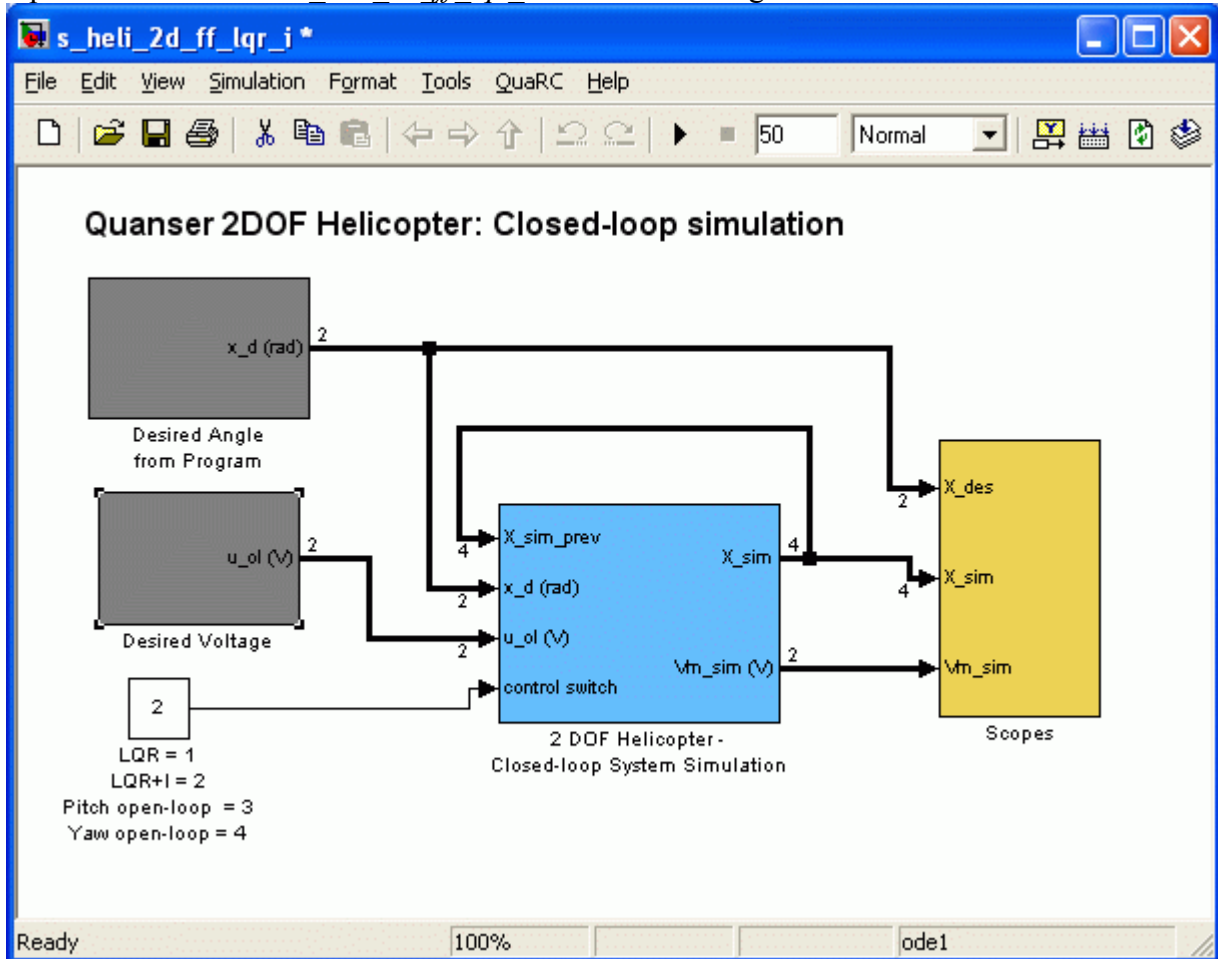 s_heli_2d_ff_lqr_i *
File Edit View Simulation Format Tools QuaRC Help
50 Normal
Quanser 2DOF Helicopter: Closed-loop simulation
x_d (rad)
2
Desired Angle
from Program
u_ol (V)
2
Desired Voltage
2
LQR = 1
LQR+I = 2
Pitch open-loop = 3
Yaw open-loop = 4
4
X_sim_prev
2
x_d (rad)
2
u_ol (V)
control switch
X_sim
4
Vm_sim (V)
2
2 DOF Helicopter -
Closed-loop System Simulation
2
X_des
4
X_sim
Vm_sim
Scopes
Ready 100% ode1